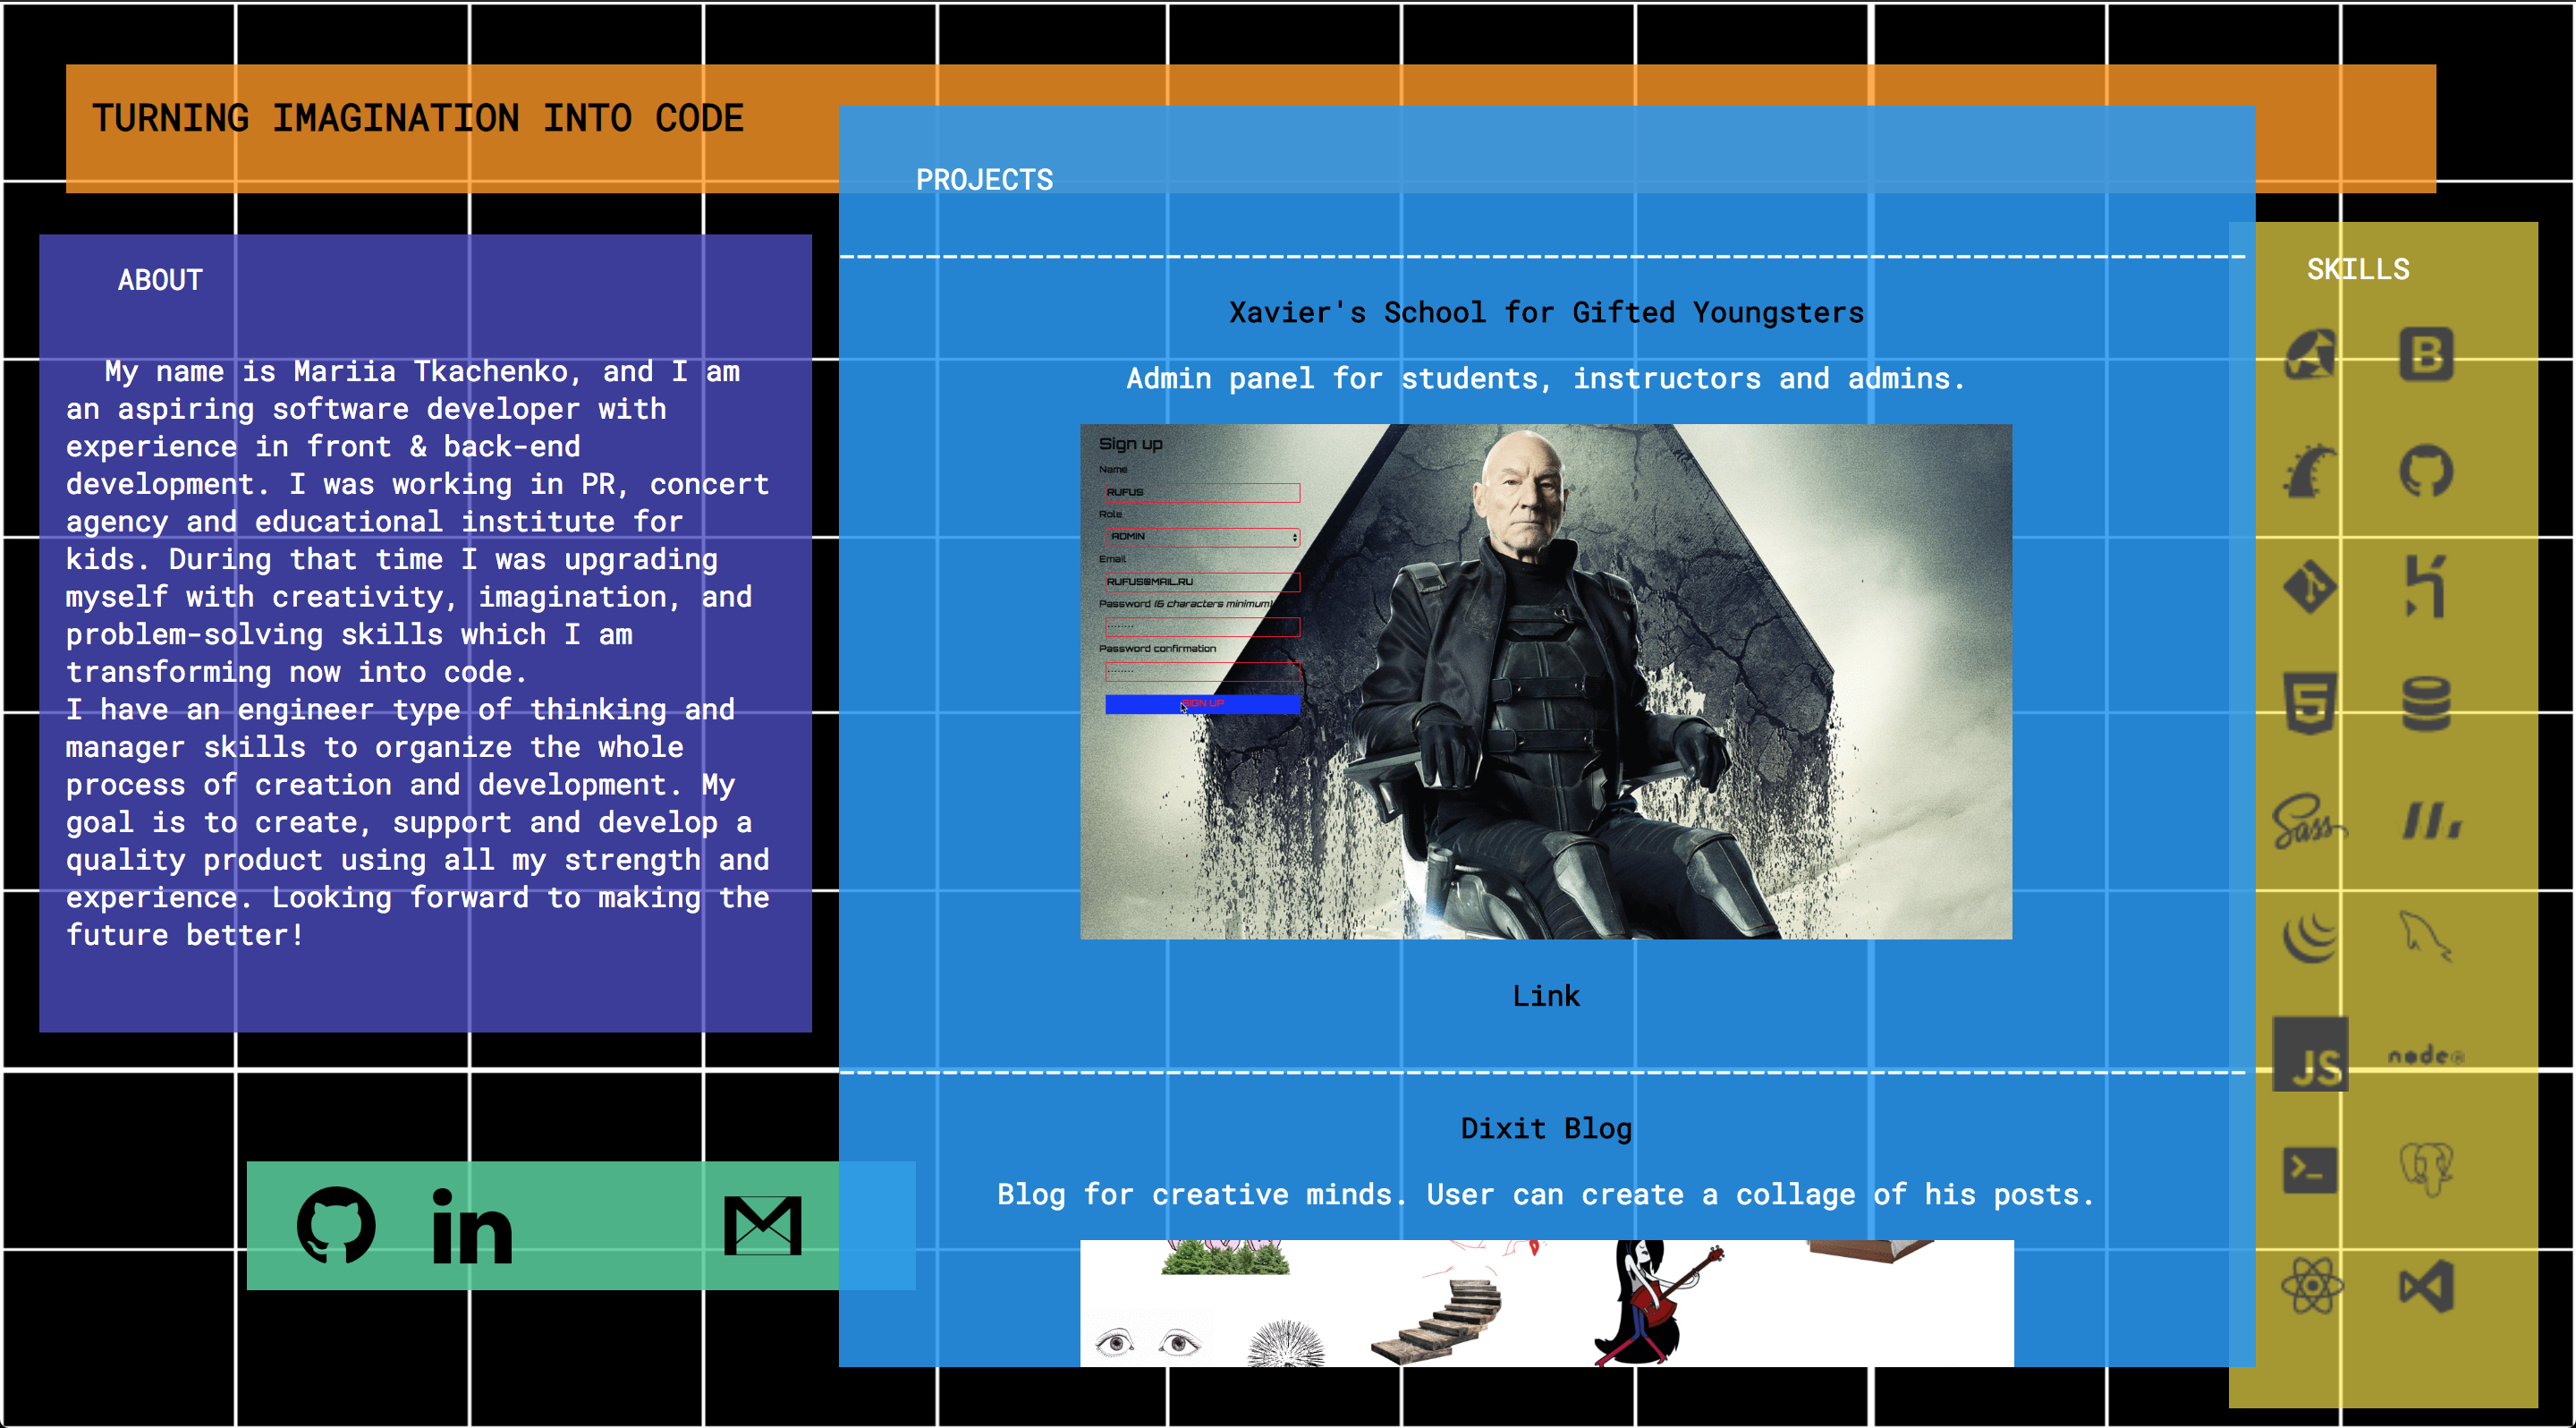 TURNING IMAGINATION INTO CODE
ABOUT
My name is Mariia Tkachenko, and I am
an aspiring software developer with
experience in front & back-end
development. I was working in PR, concert
agency and educational institute for
kids. During that time I was upgrading
myself with creativity, imagination, and
problem-solving skills which I am
transforming now into code.
I have an engineer type of thinking and
manager skills to organize the whole
process of creation and development. My
goal is to create, support and develop a
quality product using all my strength and
experience. Looking forward to making the
future better!
in
PROJECTS
Xavier's School for Gifted Youngsters
Admin panel for students, instructors and admins.
Sign up
Name
RUFUS
Role
ADMIN
Email
RUFUS@MAIL.RU
Password (6 characters minimum)
Password confirmation
SIGN UP
Link
Dixit Blog
Blog for creative minds. User can create a collage of his posts.
SKILLS
B
5
Sass
JS
node